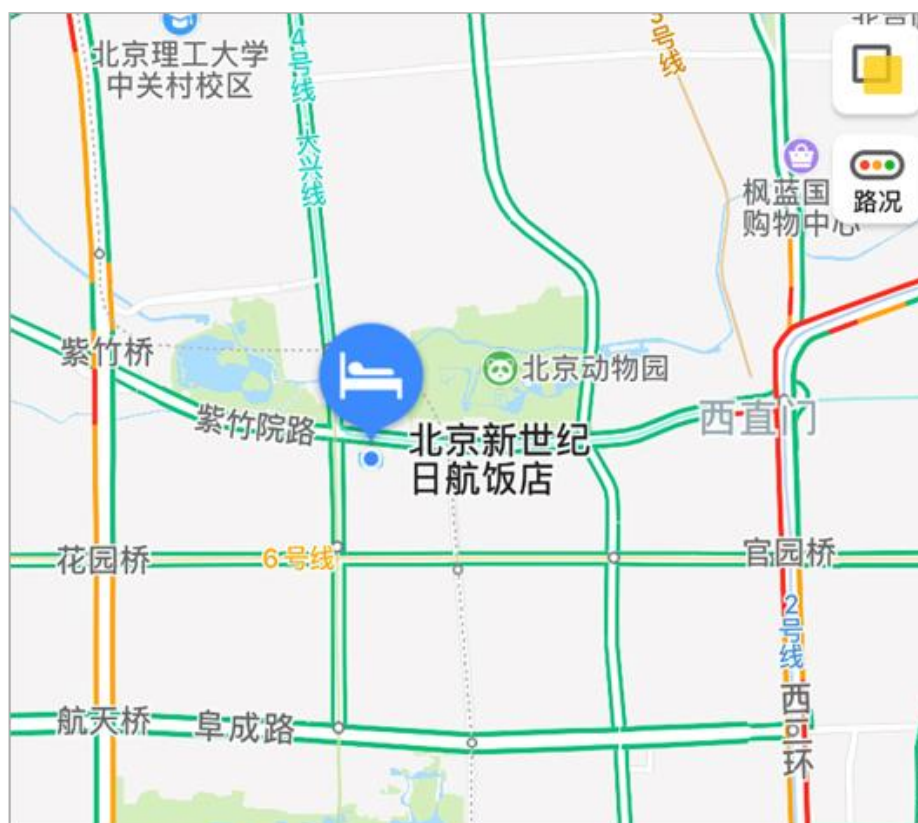 北京理工大学
中关村校区
4号线大兴线
号线
枫蓝国
购物中心
路况
紫竹桥
北京动物园
紫竹院路
西直门
北京新世纪
日航饭店
花园桥
6号线
官园桥
2号线
航天桥
阜成路
西二环